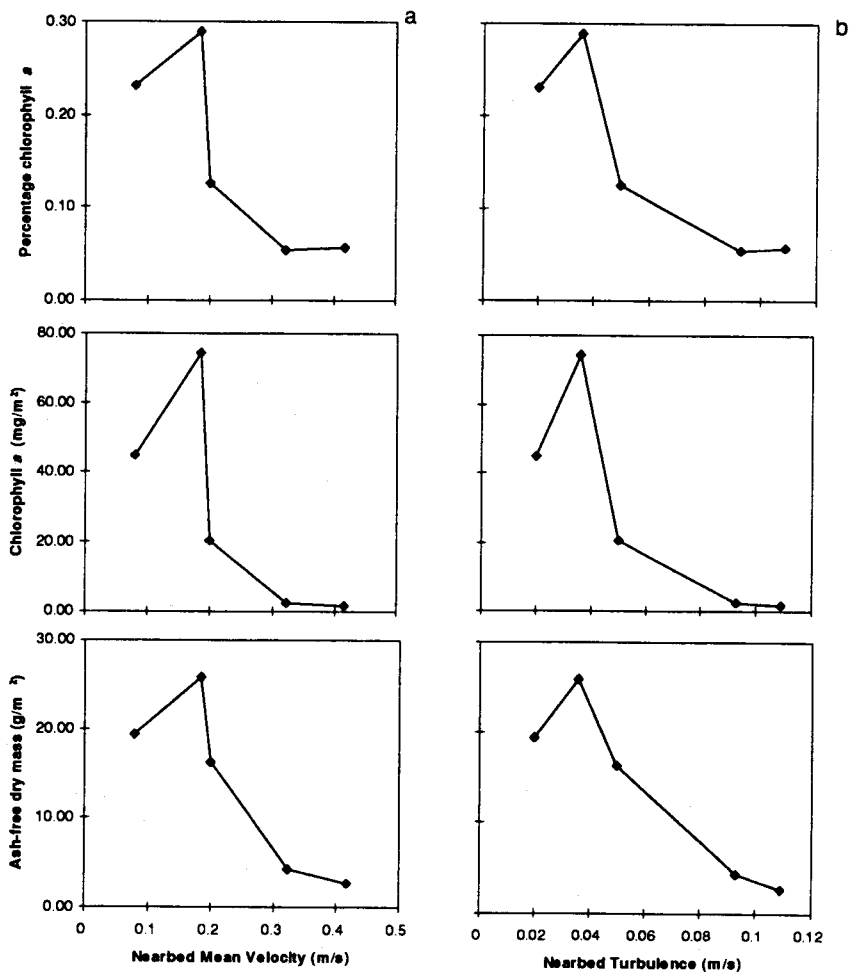 a
b
Percentage chlorophyll a
0.30
0.20
0.10
0.00
Chlorophyll a (mg/m²)
80.00
60.00
40.00
20.00
0.00
Ash-free dry mass (g/m²)
30.00
20.00
10.00
0.00
0 0.1 0.2 0.3 0.4 0.5
Nearbed Mean Velocity (m/s)
0 0.02 0.04 0.06 0.08 0.1 0.12
Nearbed Turbulence (m/s)